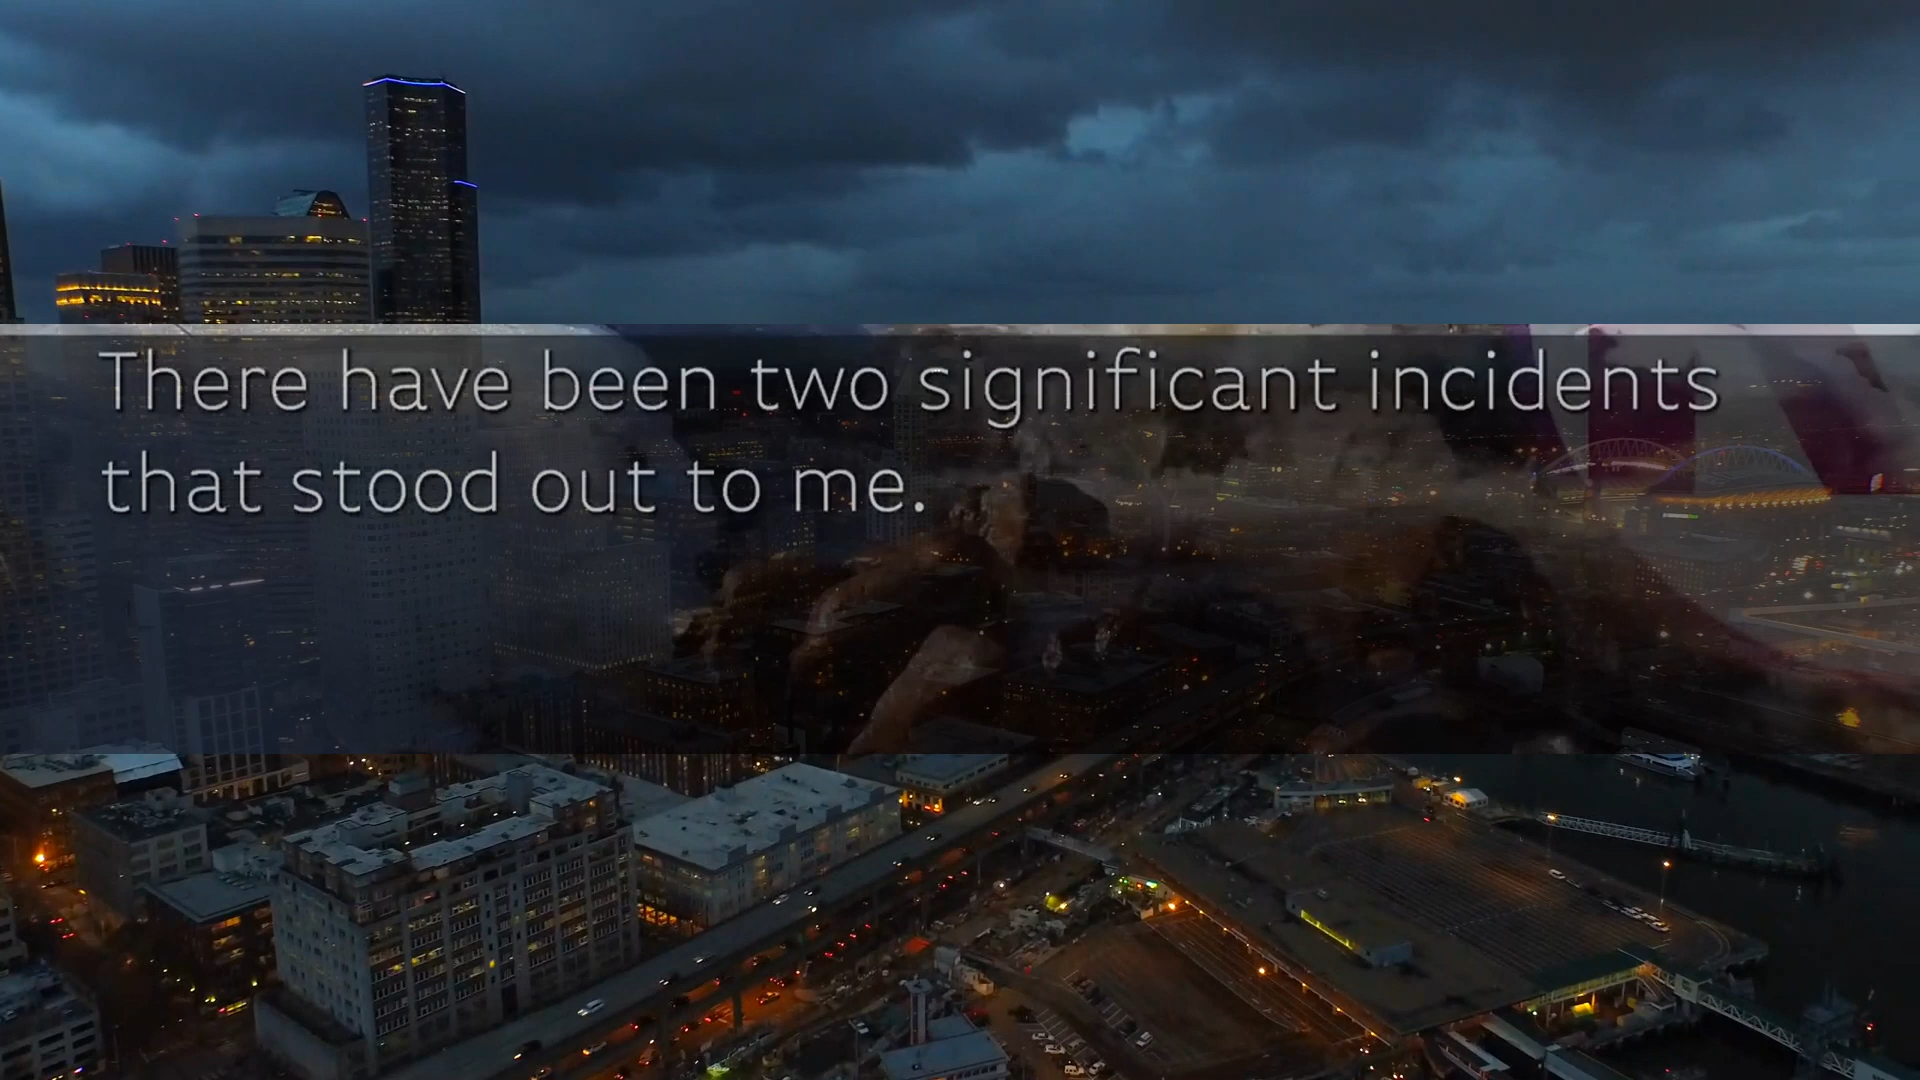 There have been two significant incidents
that stood out to me.